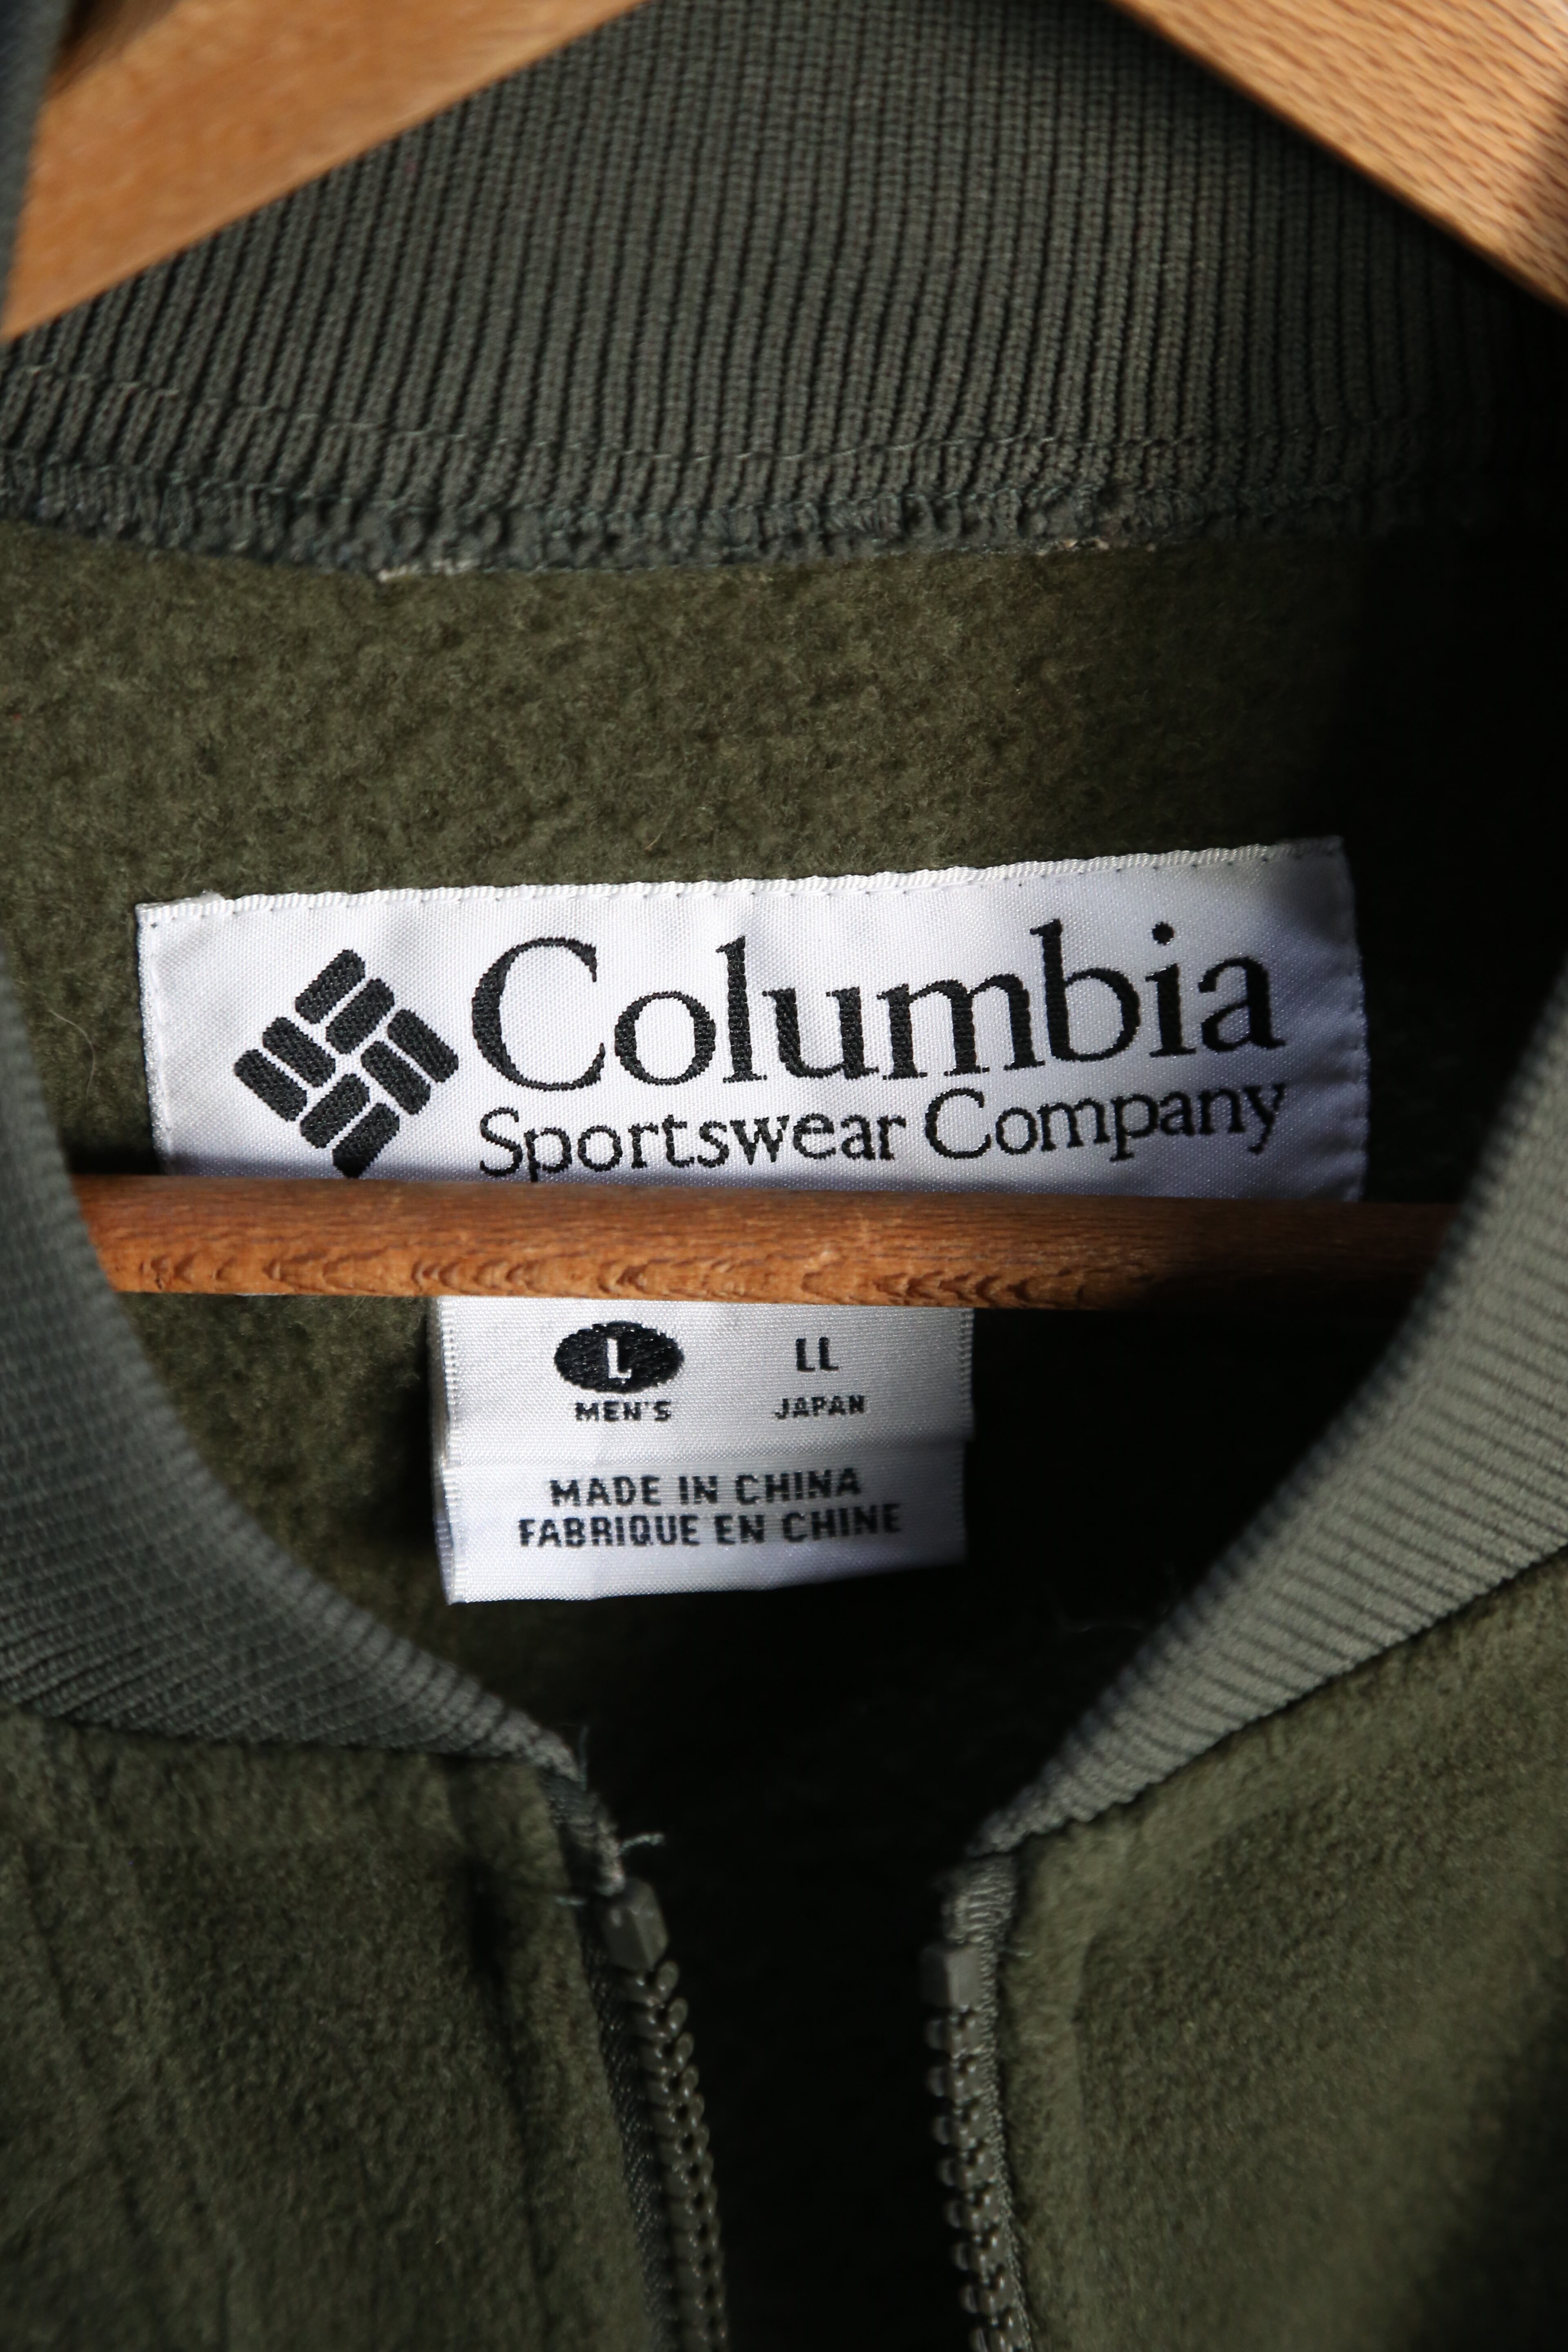 Columbia
Sportswear Company
L LL
MEN'S JAPAN
MADE IN CHINA
FABRIQUE EN CHINE